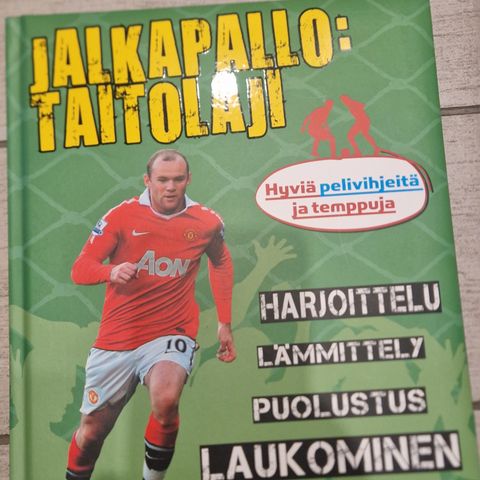 JALKAPALLO:
TAITOLAJI
Hyviä pelivihjeitä
ja temppuja
AON
10
HARJOITTELU
LÄMMITTELY
PUOLUSTUS
LAUKOMINEN